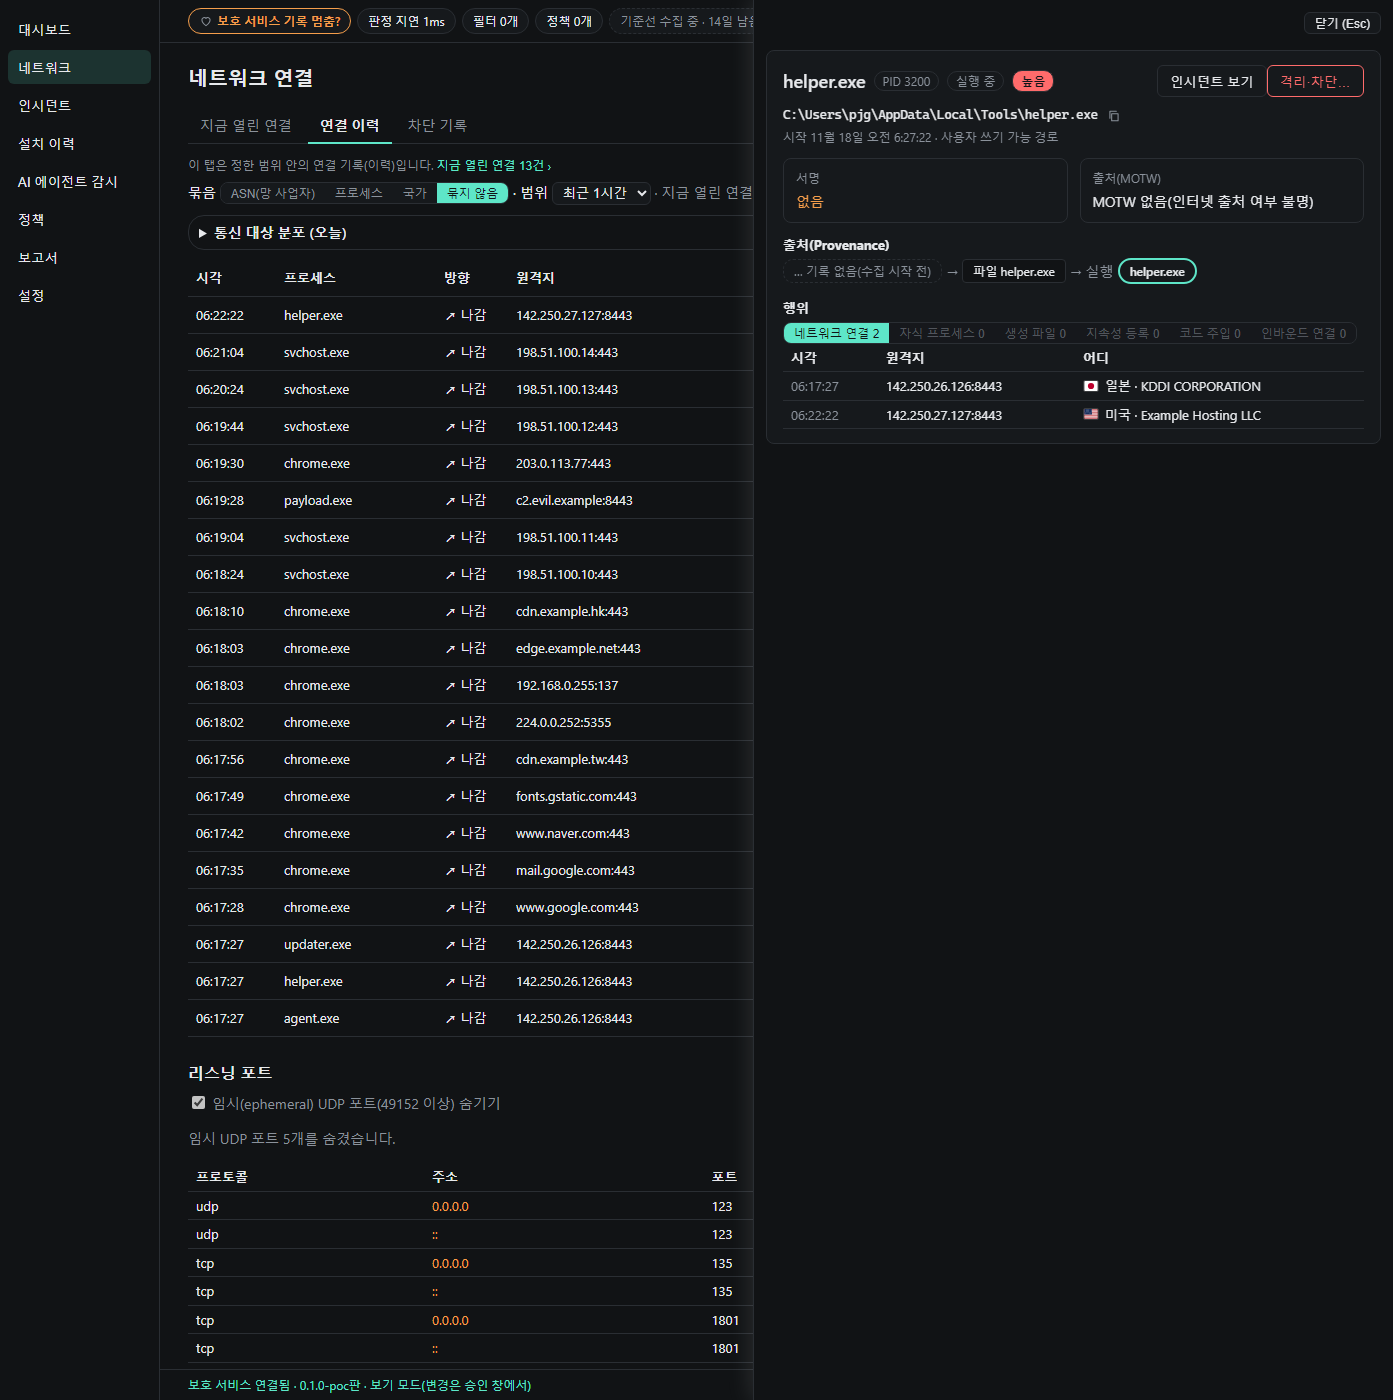 대시보드
네트워크
인시던트
설치 이력
AI 에이전트 감시
정책
보고서
설정
♡ 보호 서비스 기록 멈춤?
판정 지연 1ms
필터 0개
정책 0개
기준선 수집 중 · 14일 남음
네트워크 연결
지금 열린 연결 연결 이력 차단 기록
이 탭은 정한 범위 안의 연결 기록(이력)입니다. 지금 열린 연결 13건 ›
묶음 ASN(망 사업자) 프로세스 국가 묶지 않음 · 범위 최근 1시간 · 지금 열린 연결
▶ 통신 대상 분포 (오늘)
시각 프로세스 방향 원격지
06:22:22 helper.exe ↗ 나감 142.250.27.127:8443
06:21:04 svchost.exe ↗ 나감 198.51.100.14:443
06:20:24 svchost.exe ↗ 나감 198.51.100.13:443
06:19:44 svchost.exe ↗ 나감 198.51.100.12:443
06:19:30 chrome.exe ↗ 나감 203.0.113.77:443
06:19:28 payload.exe ↗ 나감 c2.evil.example:8443
06:19:04 svchost.exe ↗ 나감 198.51.100.11:443
06:18:24 svchost.exe ↗ 나감 198.51.100.10:443
06:18:10 chrome.exe ↗ 나감 cdn.example.hk:443
06:18:03 chrome.exe ↗ 나감 edge.example.net:443
06:18:03 chrome.exe ↗ 나감 192.168.0.255:137
06:18:02 chrome.exe ↗ 나감 224.0.0.252:5355
06:17:56 chrome.exe ↗ 나감 cdn.example.tw:443
06:17:49 chrome.exe ↗ 나감 fonts.gstatic.com:443
06:17:42 chrome.exe ↗ 나감 www.naver.com:443
06:17:35 chrome.exe ↗ 나감 mail.google.com:443
06:17:28 chrome.exe ↗ 나감 www.google.com:443
06:17:27 updater.exe ↗ 나감 142.250.26.126:8443
06:17:27 helper.exe ↗ 나감 142.250.26.126:8443
06:17:27 agent.exe ↗ 나감 142.250.26.126:8443
리스닝 포트
임시(ephemeral) UDP 포트(49152 이상) 숨기기
임시 UDP 포트 5개를 숨겼습니다.
프로토콜 주소 포트
udp 0.0.0.0 123
udp :: 123
tcp 0.0.0.0 135
tcp :: 135
tcp 0.0.0.0 1801
tcp :: 1801
보호 서비스 연결됨 · 0.1.0-poc판 · 보기 모드(변경은 승인 창에서)
닫기 (Esc)
helper.exe PID 3200 실행 중 높음 인시던트 보기 격리·차단...
C:\Users\pjg\AppData\Local\Tools\helper.exe
시작 11월 18일 오전 6:27:22 · 사용자 쓰기 가능 경로
서명
없음
출처(MOTW)
MOTW 없음(인터넷 출처 여부 불명)
출처(Provenance)
... 기록 없음(수집 시작 전) → 파일 helper.exe → 실행 helper.exe
행위
네트워크 연결 2 자식 프로세스 0 생성 파일 0 지속성 등록 0 코드 주입 0 인바운드 연결 0
시각 원격지 어디
06:17:27 142.250.26.126:8443 일본 · KDDI CORPORATION
06:22:22 142.250.27.127:8443 미국 · Example Hosting LLC